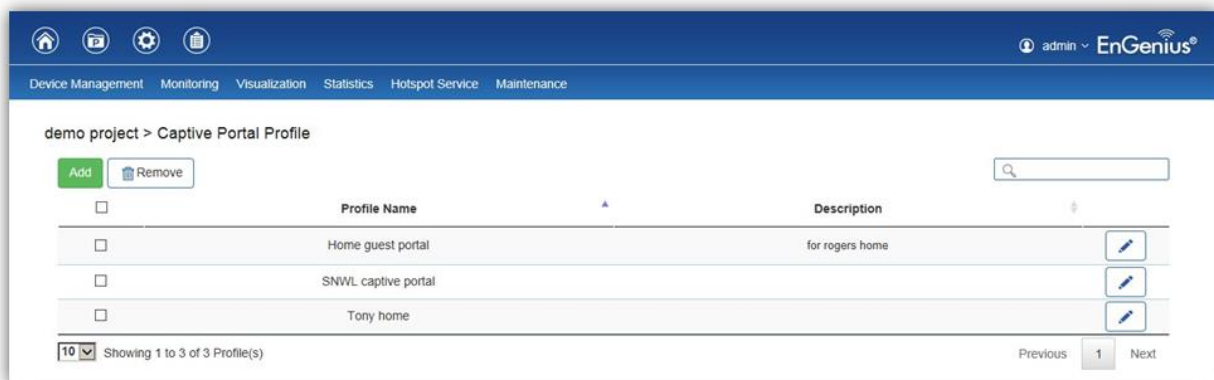 admin EnGenius®
Device Management Monitoring Visualization Statistics Hotspot Service Maintenance
demo project > Captive Portal Profile
Add Remove
Profile Name Description
Home guest portal for rogers home
SNWL captive portal
Tony home
10 Showing 1 to 3 of 3 Profile(s) Previous 1 Next